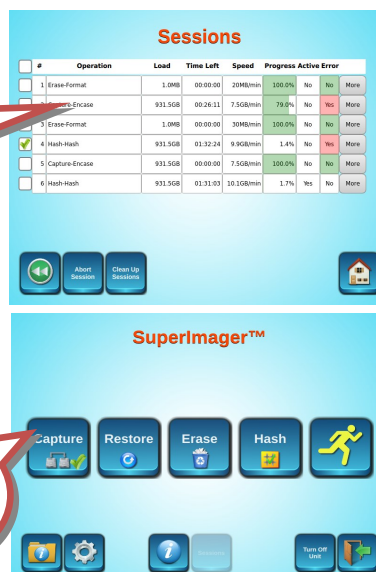 Sessions
# Operation Load Time Left Speed Progress Active Error
1 Erase-Format 1.0MB 00:00:00 20MB/min 100.0% No No More
2 Capture-Encase 931.5GB 00:26:11 7.5GB/min 79.0% No Yes More
3 Erase-Format 1.0MB 00:00:00 30MB/min 100.0% No No More
4 Hash-Hash 931.5GB 01:32:24 9.9GB/min 1.4% No Yes More
5 Capture-Encase 931.5GB 00:00:00 7.5GB/min 100.0% No No More
6 Hash-Hash 931.5GB 01:31:03 10.1GB/min 1.7% Yes No More
Abort Session
Clean Up Sessions
SuperImager™
Capture Restore Erase Hash
Turn Off Unit